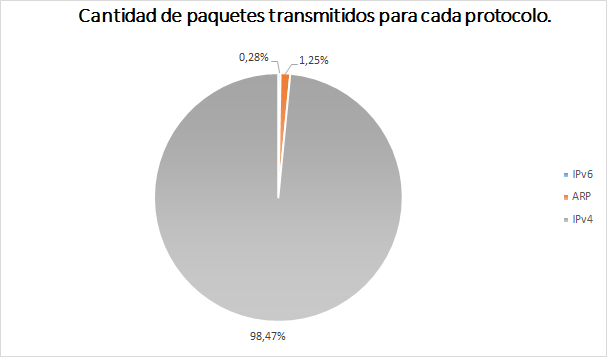 Cantidad de paquetes transmitidos para cada protocolo.
0,28%
1,25%
IPv6
ARP
IPv4
98,47%